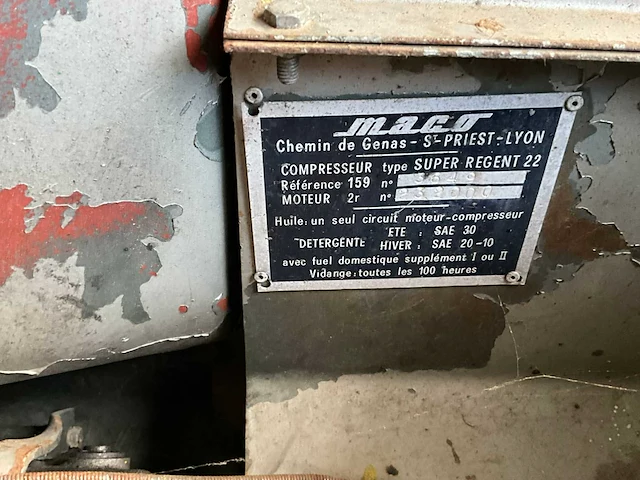 maco
Chemin de Genas - ST-PRIEST-LYON
COMPRESSEUR type SUPER REGENT 22
Référence 159 n°
MOTEUR 2r n°
Huile: un seul circuit moteur-compresseur
ETE : SAE 30
DETERGENTE HIVER : SAE 20-10
avec fuel domestique supplément I ou II
Vidange: toutes les 100 heures